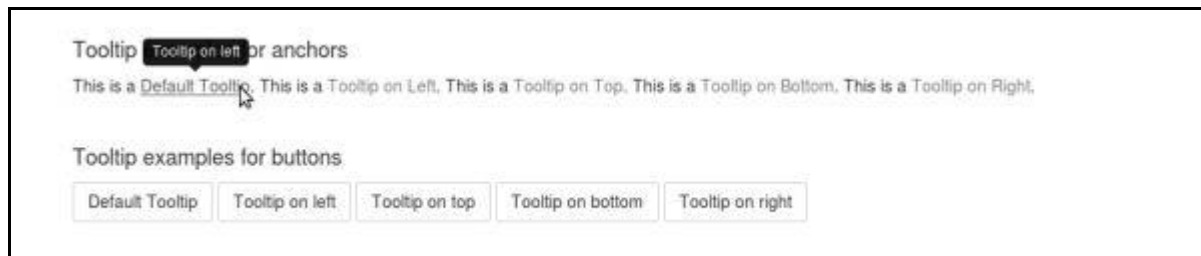 Tooltip Tooltip on left or anchors
This is a Default Tooltip. This is a Tooltip on Left. This is a Tooltip on Top. This is a Tooltip on Bottom. This is a Tooltip on Right.
Tooltip examples for buttons
Default Tooltip Tooltip on left Tooltip on top Tooltip on bottom Tooltip on right